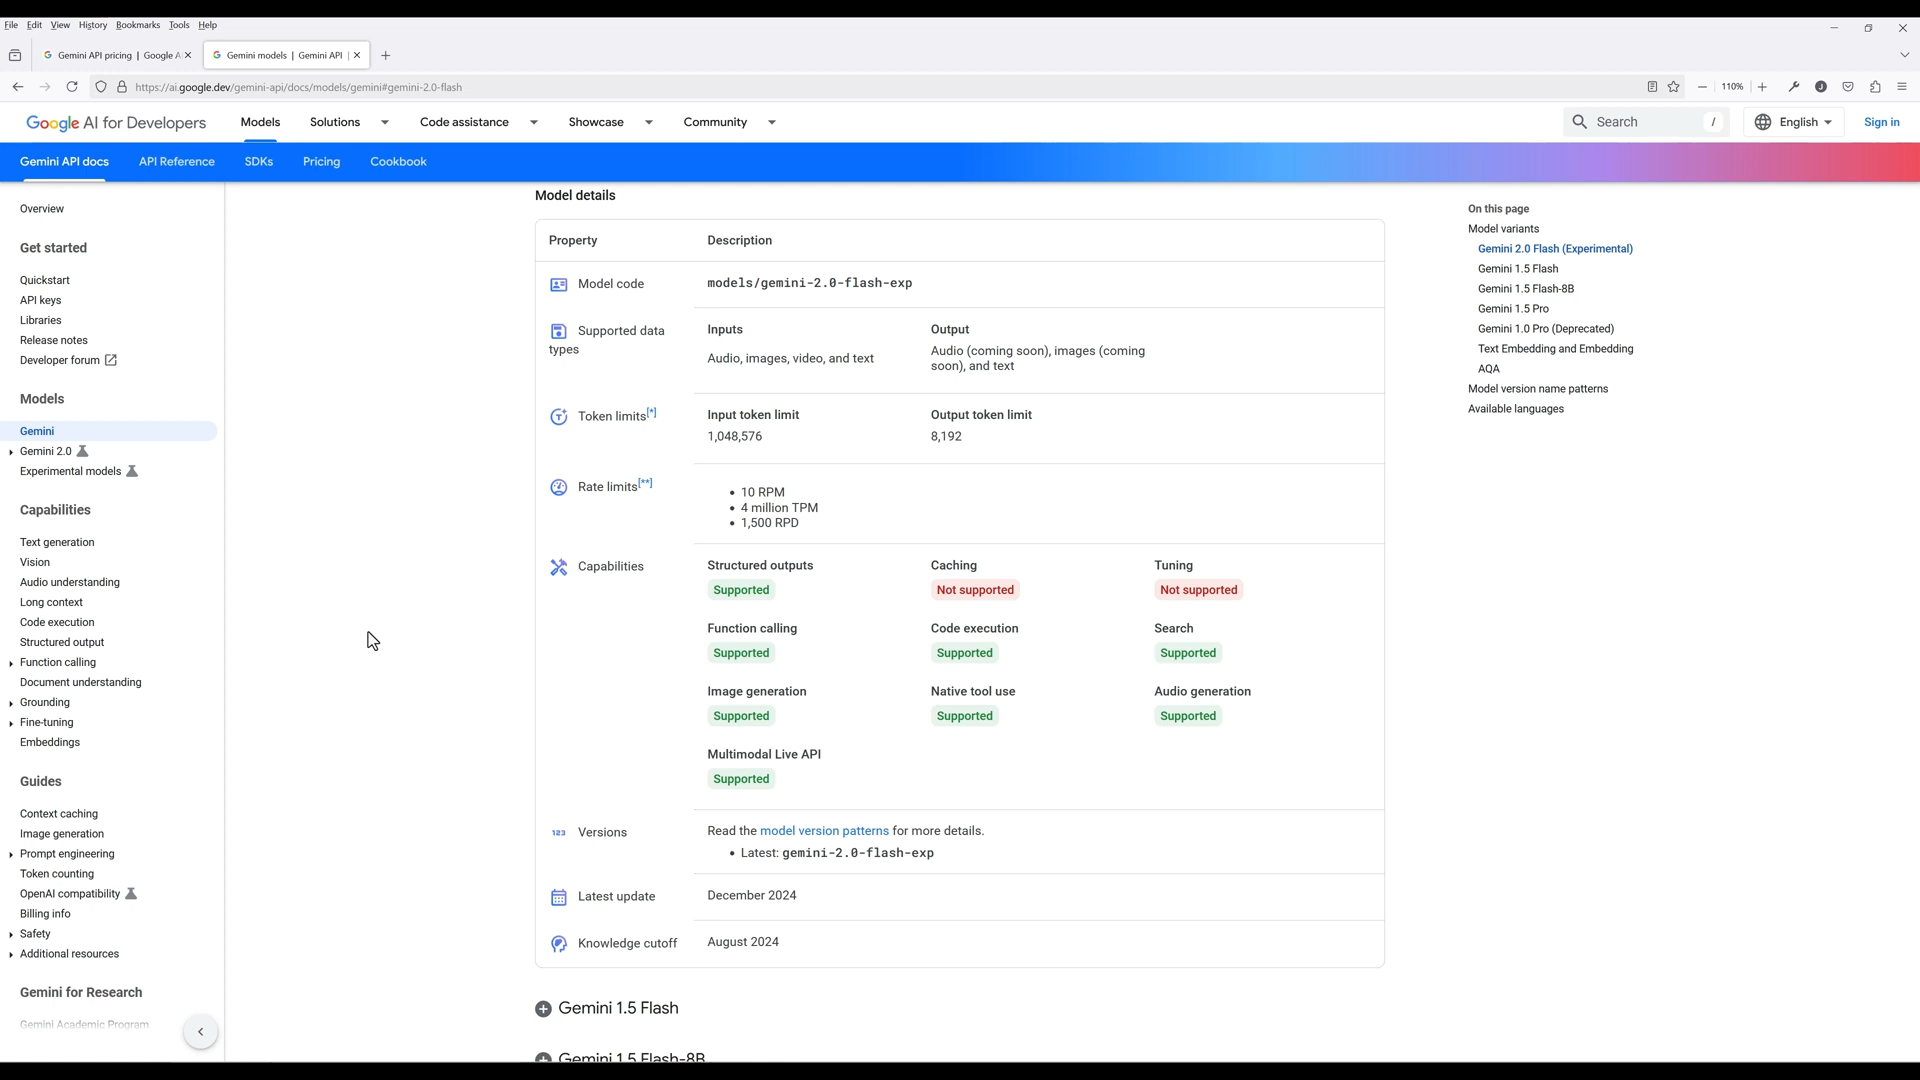 File Edit View History Bookmarks Tools Help
Gemini API pricing | Google A
Gemini models | Gemini API
https://ai.google.dev/gemini-api/docs/models/gemini#gemini-2.0-flash
110%
Google AI for Developers
Models
Solutions
Code assistance
Showcase
Community
Search
/
English
Sign in
Gemini API docs
API Reference
SDKs
Pricing
Cookbook
Overview
Get started
Quickstart
API keys
Libraries
Release notes
Developer forum
Models
Gemini
Gemini 2.0
Experimental models
Capabilities
Text generation
Vision
Audio understanding
Long context
Code execution
Structured output
Function calling
Document understanding
Grounding
Fine-tuning
Embeddings
Guides
Context caching
Image generation
Prompt engineering
Token counting
OpenAI compatibility
Billing info
Safety
Additional resources
Gemini for Research
Gemini Academic Program
Model details
Property Description
Model code
models/gemini-2.0-flash-exp
Supported data
types
Inputs
Audio, images, video, and text
Output
Audio (coming soon), images (coming
soon), and text
Token limits[*]
Input token limit
1,048,576
Output token limit
8,192
Rate limits[**]
• 10 RPM
• 4 million TPM
• 1,500 RPD
Capabilities
Structured outputs
Supported
Caching
Not supported
Tuning
Not supported
Function calling
Supported
Code execution
Supported
Search
Supported
Image generation
Supported
Native tool use
Supported
Audio generation
Supported
Multimodal Live API
Supported
123 Versions
Read the model version patterns for more details.
• Latest: gemini-2.0-flash-exp
Latest update
December 2024
Knowledge cutoff
August 2024
Gemini 1.5 Flash
Gemini 1.5 Flash-8B
On this page
Model variants
Gemini 2.0 Flash (Experimental)
Gemini 1.5 Flash
Gemini 1.5 Flash-8B
Gemini 1.5 Pro
Gemini 1.0 Pro (Deprecated)
Text Embedding and Embedding
AQA
Model version name patterns
Available languages